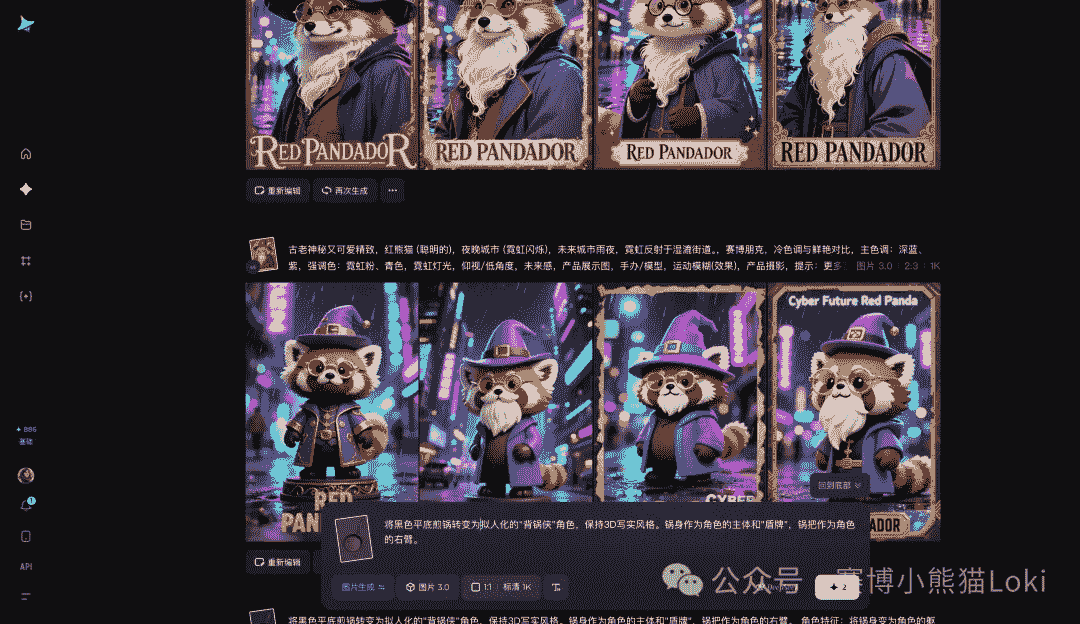 RED PANDADOR
RED PANDADOR
RED PANDADOR
RED PANDADOR
重新编辑
再次生成
古老神秘又可爱精致，红熊猫 (聪明的)，夜晚城市 (霓虹闪烁)，未来城市雨夜，霓虹反射于湿漉街道。，赛博朋克，冷色调与鲜艳对比，主色调：深蓝、
紫，强调色：霓虹粉、青色，霓虹灯光，仰视/低角度，未来感，产品展示图，手办/模型，运动模糊(效果)，产品摄影，提示：更多
图片 3.0
2:3
1K
Cyber Future Red Panda
RED
PAN
CYBER
ADOR
基础
1
API
回到底部
将黑色平底煎锅转变为拟人化的"背锅侠"角色，保持3D写实风格。锅身作为角色的主体和"盾牌"，锅把作为角色
的右臂。
重新编辑
图片生成
图片 3.0
1:1
标清 1K
2
公众号
赛博小熊猫Loki
将黑色平底煎锅转变为拟人化的"背锅侠"角色，保持3D写实风格。锅身作为角色的主体和"盾牌"，锅把作为角色的右臂。 角色特征：将锅身变为角色的躯